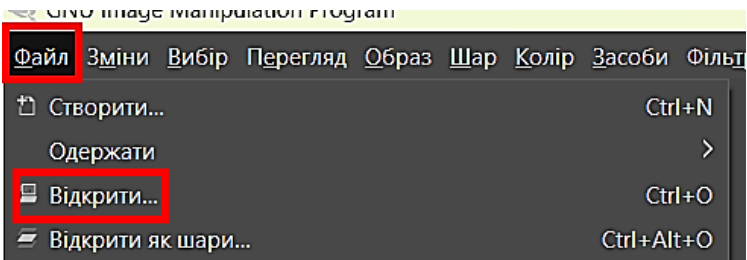 GNU Image Manipulation Program
Файл Зміни Вибір Перегляд Образ Шар Колір Засоби Фільт
Створити... Ctrl+N
Одержати >
Відкрити... Ctrl+O
Відкрити як шари... Ctrl+Alt+O